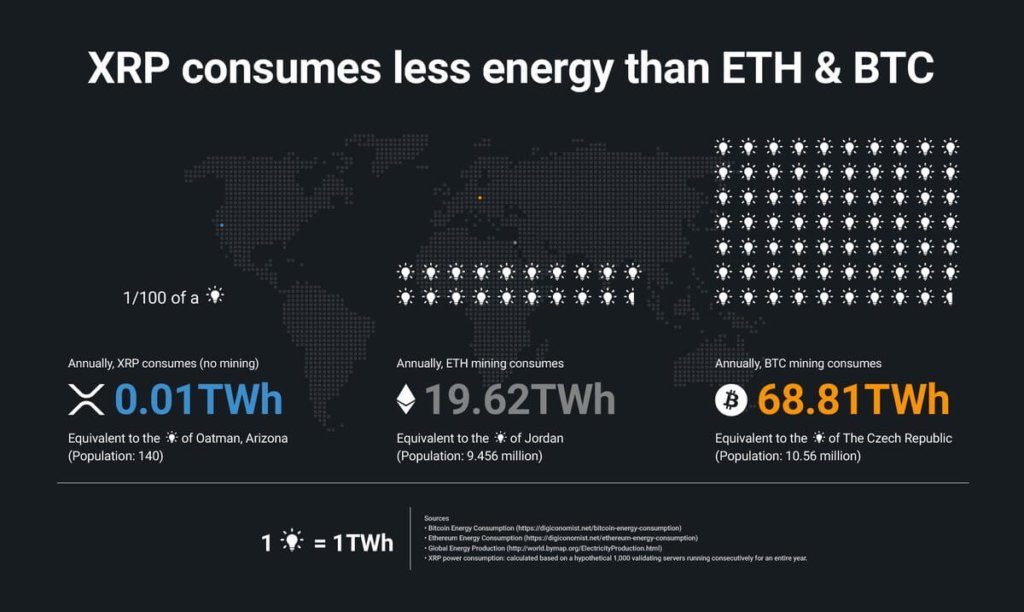 XRP consumes less energy than ETH & BTC
1/100 of a
Annually, XRP consumes (no mining)
0.01TWh
Equivalent to the of Oatman, Arizona
(Population: 140)
Annually, ETH mining consumes
19.62TWh
Equivalent to the of Jordan
(Population: 9.456 million)
Annually, BTC mining consumes
68.81TWh
Equivalent to the of The Czech Republic
(Population: 10.56 million)
1 = 1TWh
Sources
• Bitcoin Energy Consumption (https://digiconomist.net/bitcoin-energy-consumption)
• Ethereum Energy Consumption (https://digiconomist.net/ethereum-energy-consumption)
• Global Energy Production (http://world.bymap.org/ElectricityProduction.html)
• XRP power consumption: calculated based on a hypothetical 1,000 validating servers running consecutively for an entire year.